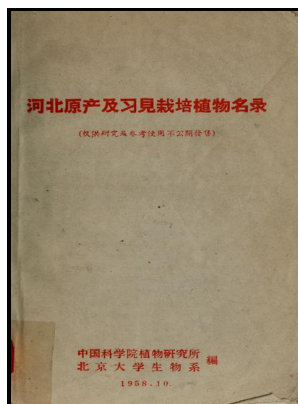 河北原产及习見栽培植物名录
(仅供研究及参考使用不公開發售)
中国科学院植物研究所
北京大学生物系
編
1958.10